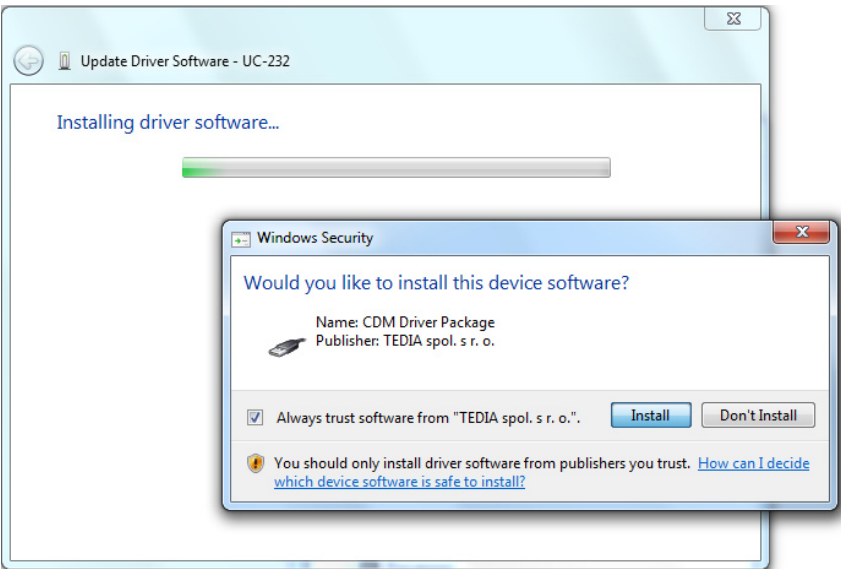 Update Driver Software - UC-232
Installing driver software...
Windows Security
Would you like to install this device software?
Name: CDM Driver Package
Publisher: TEDIA spol. s r. o.
Always trust software from "TEDIA spol. s r. o.".
Install
Don't Install
You should only install driver software from publishers you trust. How can I decide
which device software is safe to install?